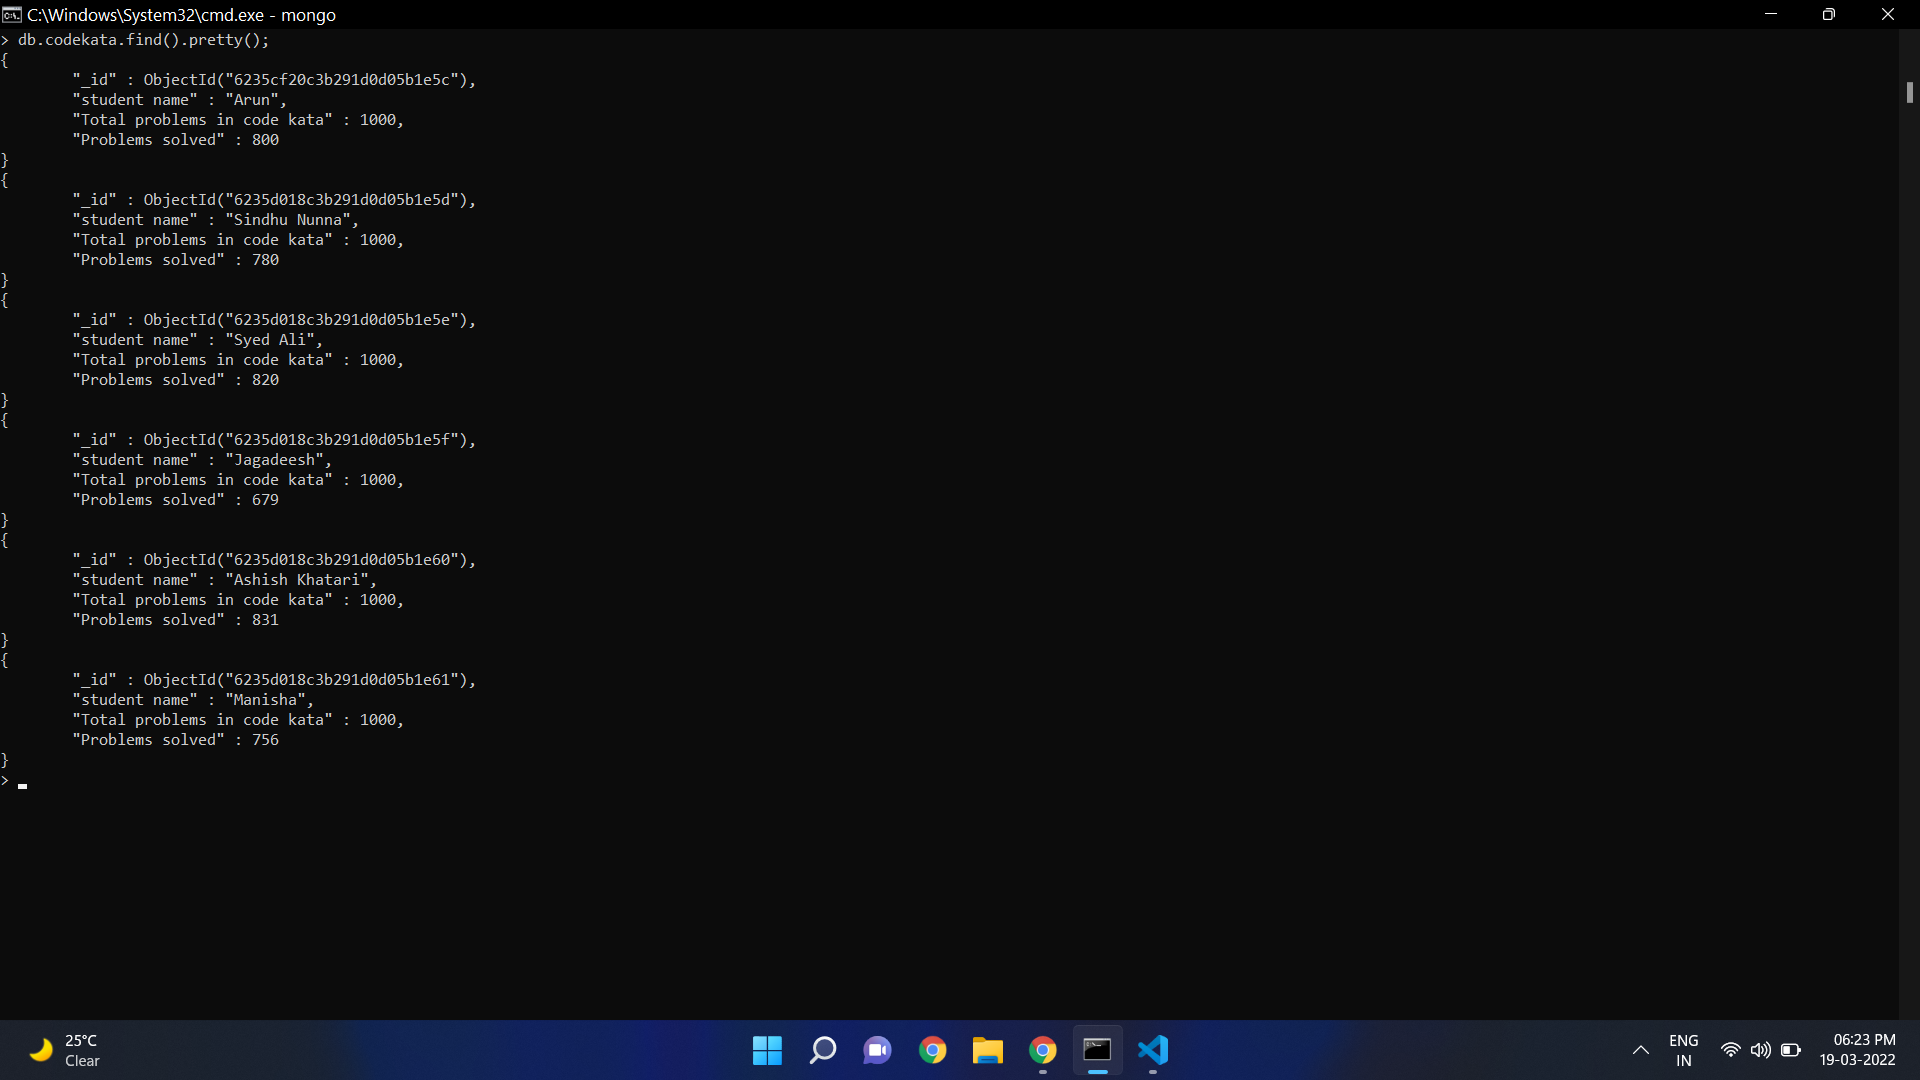 C:\Windows\System32\cmd.exe - mongo
> db.codekata.find().pretty();
{
        "_id" : ObjectId("6235cf20c3b291d0d05b1e5c"),
        "student name" : "Arun",
        "Total problems in code kata" : 1000,
        "Problems solved" : 800
}
{
        "_id" : ObjectId("6235d018c3b291d0d05b1e5d"),
        "student name" : "Sindhu Nunna",
        "Total problems in code kata" : 1000,
        "Problems solved" : 780
}
{
        "_id" : ObjectId("6235d018c3b291d0d05b1e5e"),
        "student name" : "Syed Ali",
        "Total problems in code kata" : 1000,
        "Problems solved" : 820
}
{
        "_id" : ObjectId("6235d018c3b291d0d05b1e5f"),
        "student name" : "Jagadeesh",
        "Total problems in code kata" : 1000,
        "Problems solved" : 679
}
{
        "_id" : ObjectId("6235d018c3b291d0d05b1e60"),
        "student name" : "Ashish Khatari",
        "Total problems in code kata" : 1000,
        "Problems solved" : 831
}
{
        "_id" : ObjectId("6235d018c3b291d0d05b1e61"),
        "student name" : "Manisha",
        "Total problems in code kata" : 1000,
        "Problems solved" : 756
}
>
25°C
Clear
ENG
IN
06:23 PM
19-03-2022